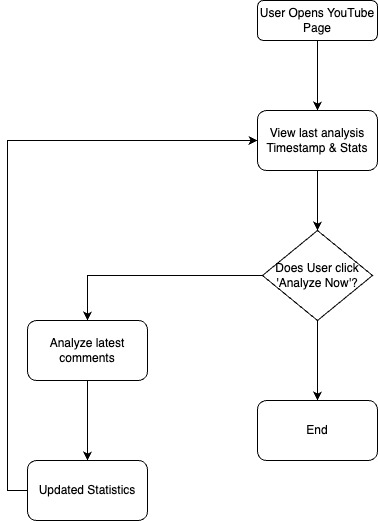 User Opens YouTube
Page
View last analysis
Timestamp & Stats
Does User click
'Analyze Now'?
Analyze latest
comments
End
Updated Statistics